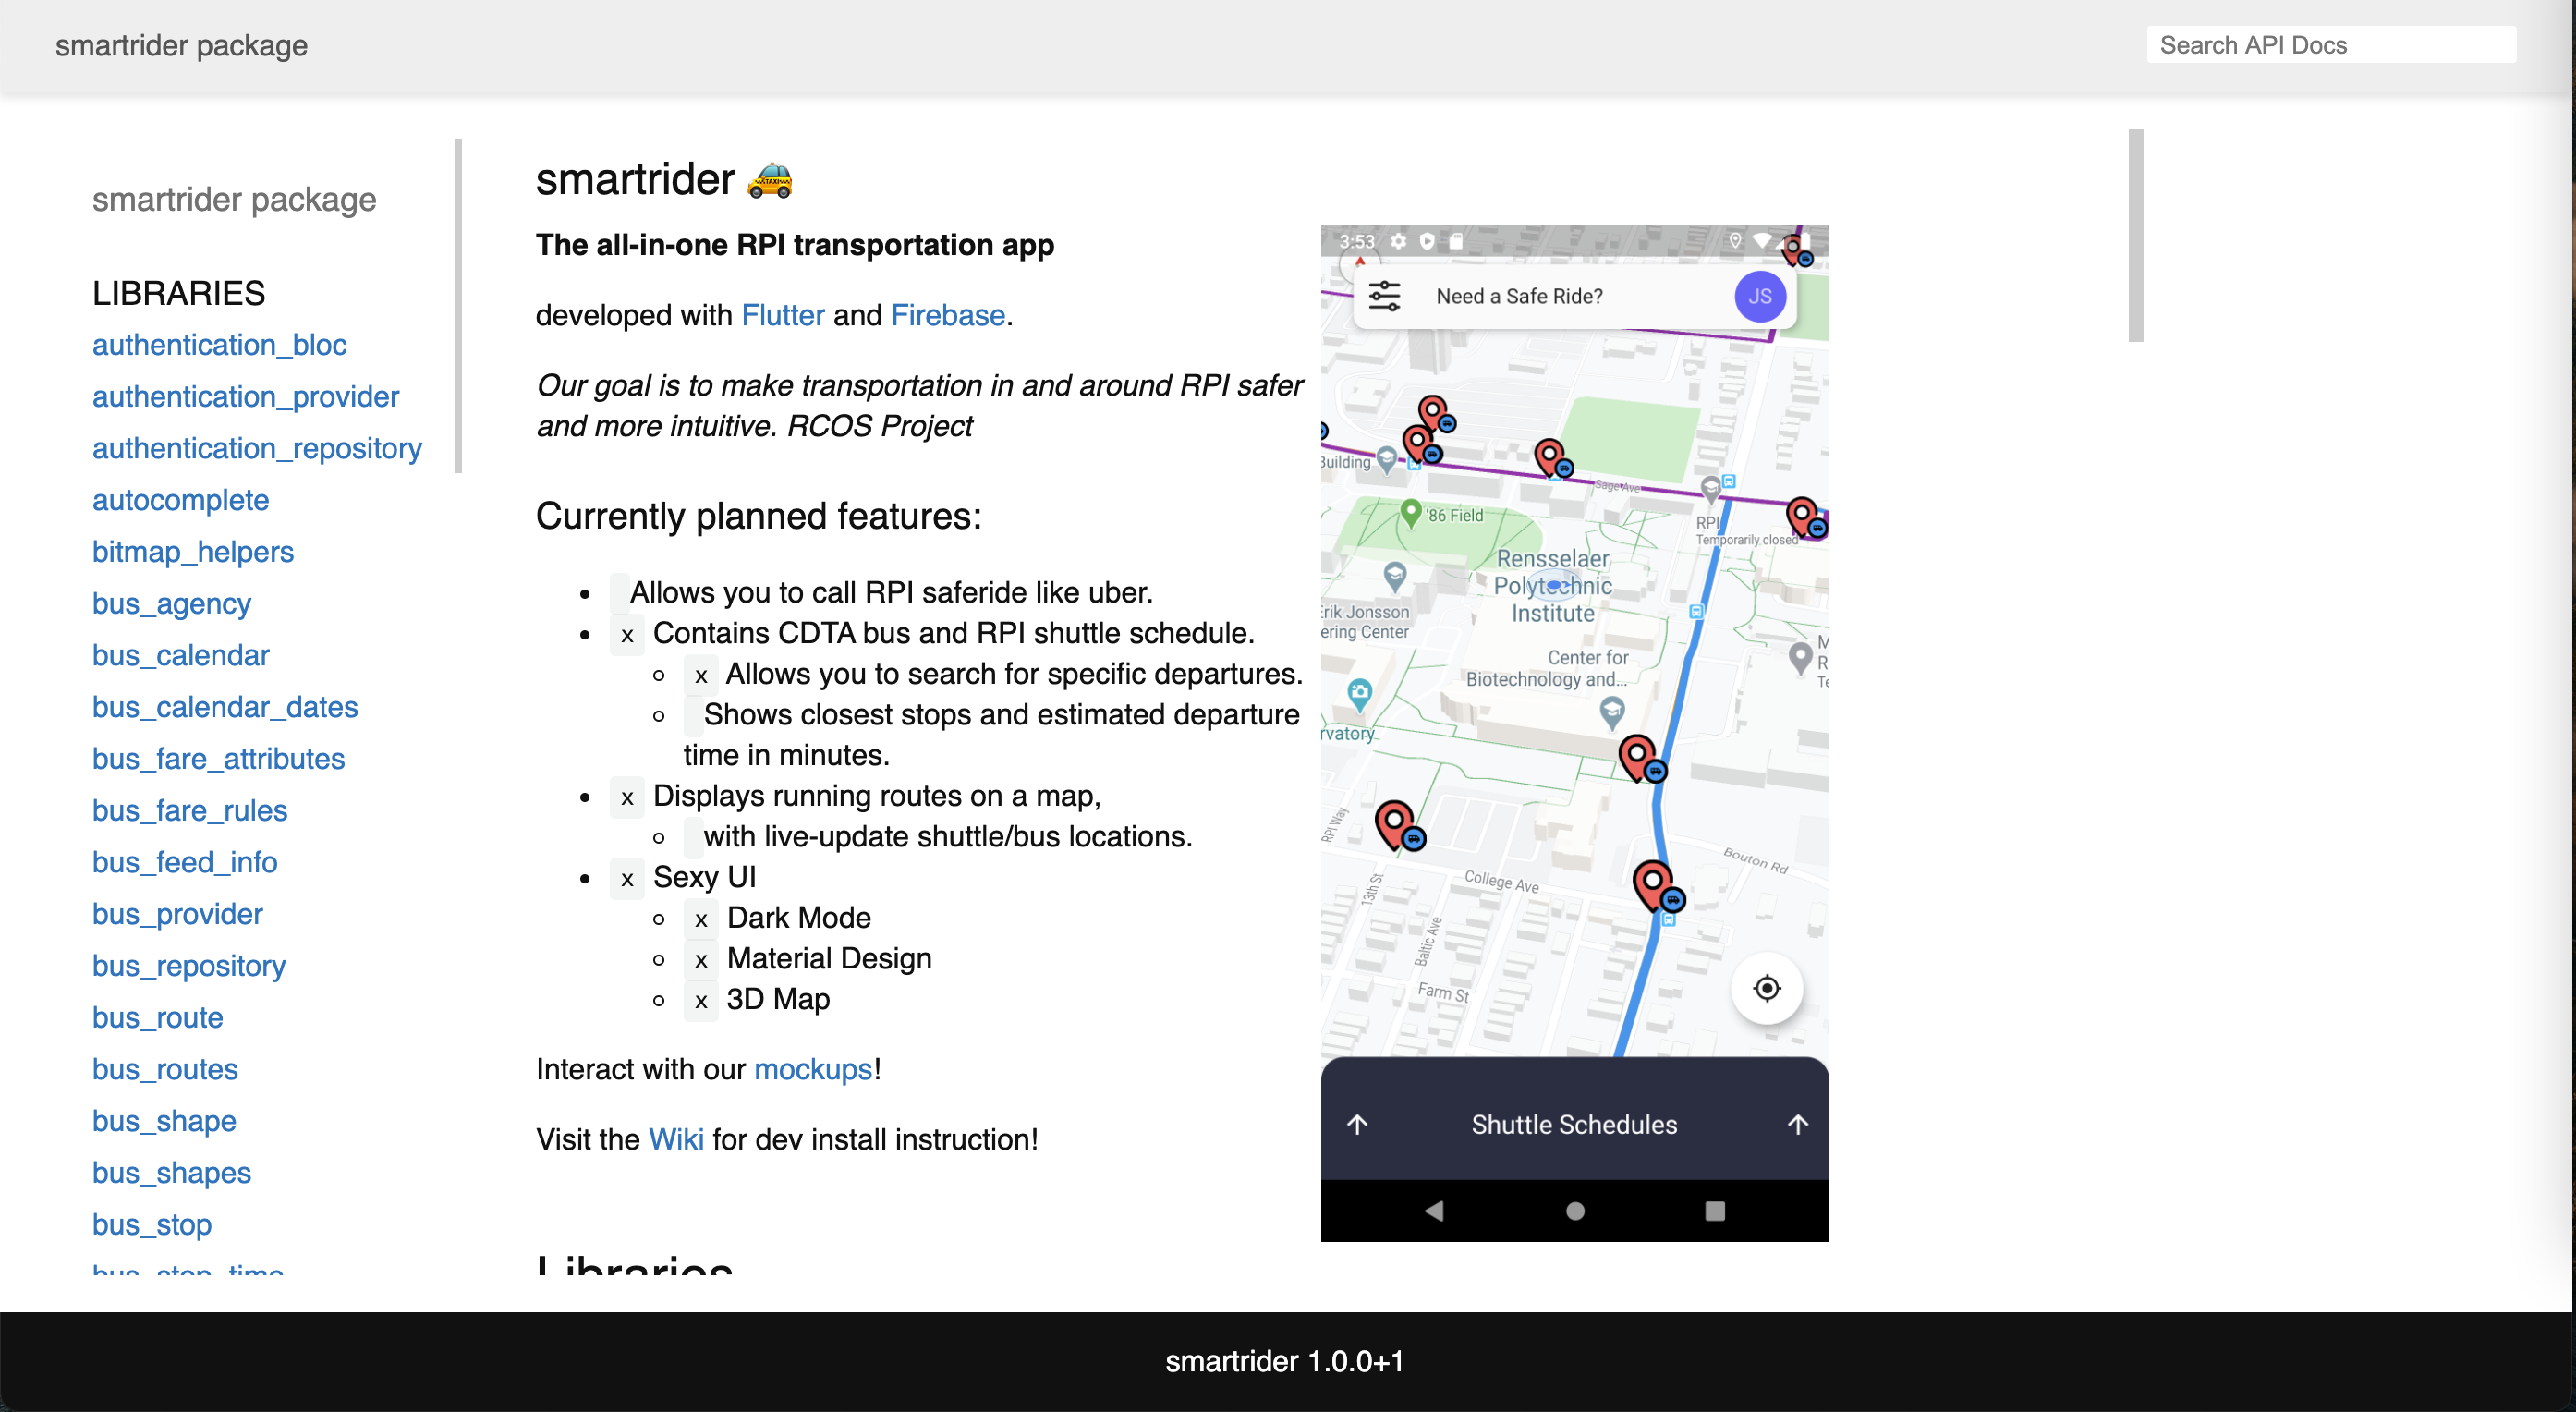 smartrider package
Search API Docs
smartrider package
LIBRARIES
authentication_bloc
authentication_provider
authentication_repository
autocomplete
bitmap_helpers
bus_agency
bus_calendar
bus_calendar_dates
bus_fare_attributes
bus_fare_rules
bus_feed_info
bus_provider
bus_repository
bus_route
bus_routes
bus_shape
bus_shapes
bus_stop
bus_stop_time
smartrider 🚕
The all-in-one RPI transportation app
developed with Flutter and Firebase.
Our goal is to make transportation in and around RPI safer
and more intuitive. RCOS Project
Currently planned features:
Allows you to call RPI saferide like uber.
x Contains CDTA bus and RPI shuttle schedule.
x Allows you to search for specific departures.
Shows closest stops and estimated departure
time in minutes.
x Displays running routes on a map,
with live-update shuttle/bus locations.
x Sexy UI
x Dark Mode
x Material Design
x 3D Map
Interact with our mockups!
Visit the Wiki for dev install instruction!
Libraries
3:53
Need a Safe Ride?
JS
Building
Sage Ave
'86 Field
RPI
Temporarily closed
Rensselaer
Polytechnic
Institute
Erik Jonsson
ering Center
Center for
Biotechnology and...
M
R
Te
rvatory
RPI Way
Bouton Rd
College Ave
13th St
Baltic Ave
Farm St
Shuttle Schedules
smartrider 1.0.0+1